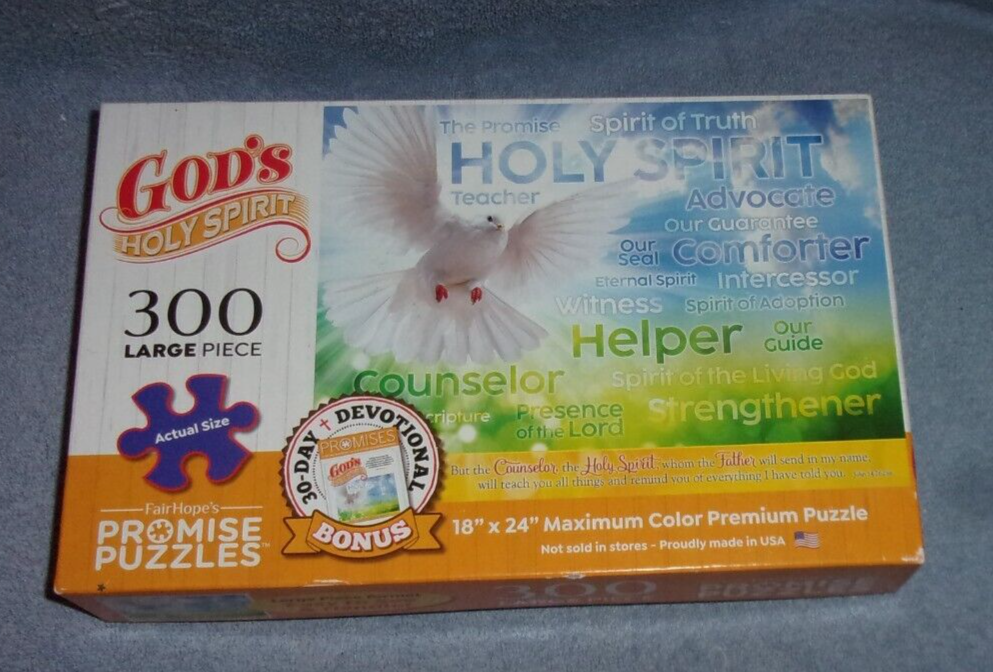 GOD'S
HOLY SPIRIT
300
LARGE PIECE
Actual Size
FairHope's
PROMISE
PUZZLES™
30-DAY DEVOTIONAL
PROMISES
GOD'S
BONUS
The Promise Spirit of Truth
HOLY SPIRIT
Teacher Advocate
Our Guarantee
Our Seal Comforter
Eternal Spirit Intercessor
Witness Spirit of Adoption
Helper Our Guide
Counselor Spirit of the Living God
cripture Presence of the Lord Strengthener
But the Counselor, the Holy Spirit, whom the Father will send in my name,
will teach you all things and remind you of everything I have told you.
18" x 24" Maximum Color Premium Puzzle
Not sold in stores - Proudly made in USA
300